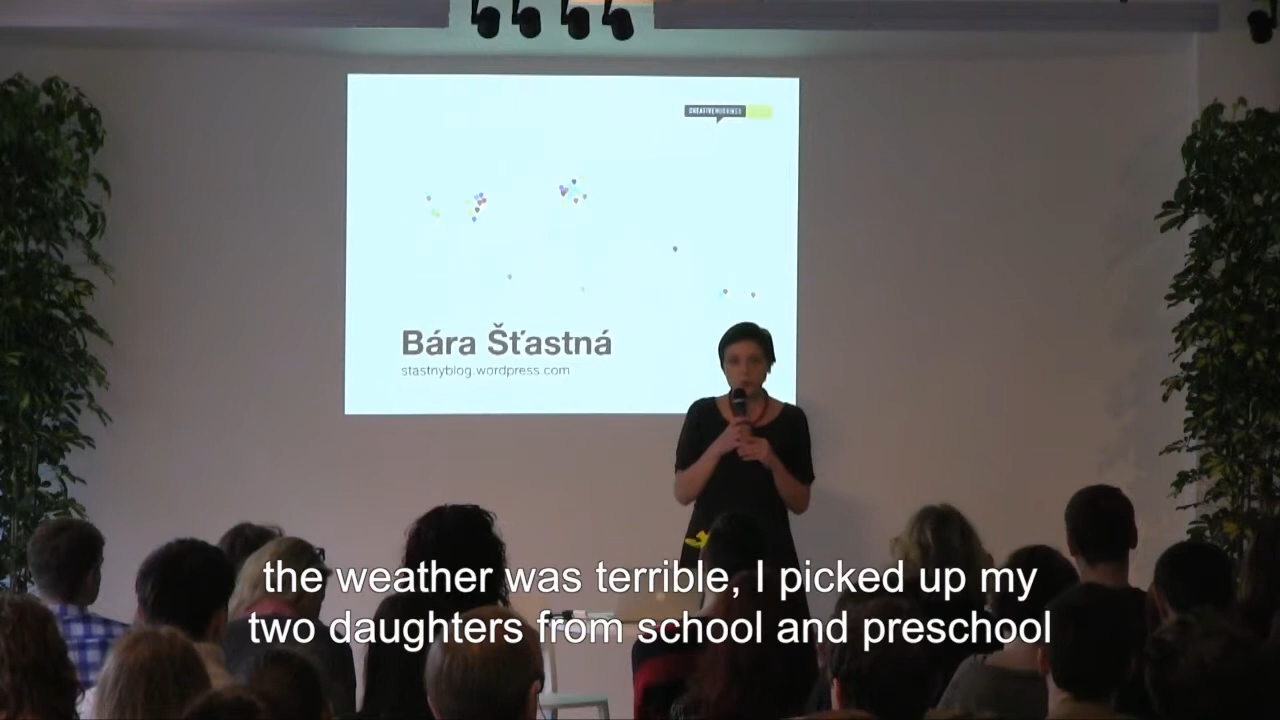 CREATIVEMORNINGS
Bára Šťastná
stastnyblog.wordpress.com
the weather was terrible, I picked up my
two daughters from school and preschool